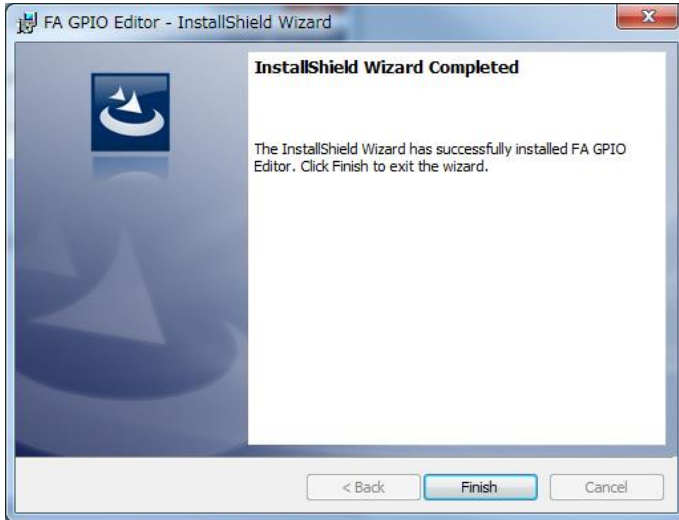 FA GPIO Editor - InstallShield Wizard
InstallShield Wizard Completed
The InstallShield Wizard has successfully installed FA GPIO
Editor. Click Finish to exit the wizard.
< Back Finish Cancel